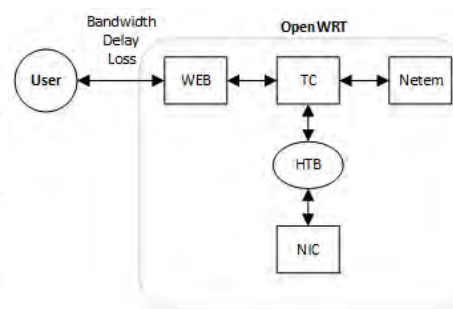 Bandwidth
Delay
Loss
OpenWRT
User
WEB
TC
Netem
HTB
NIC